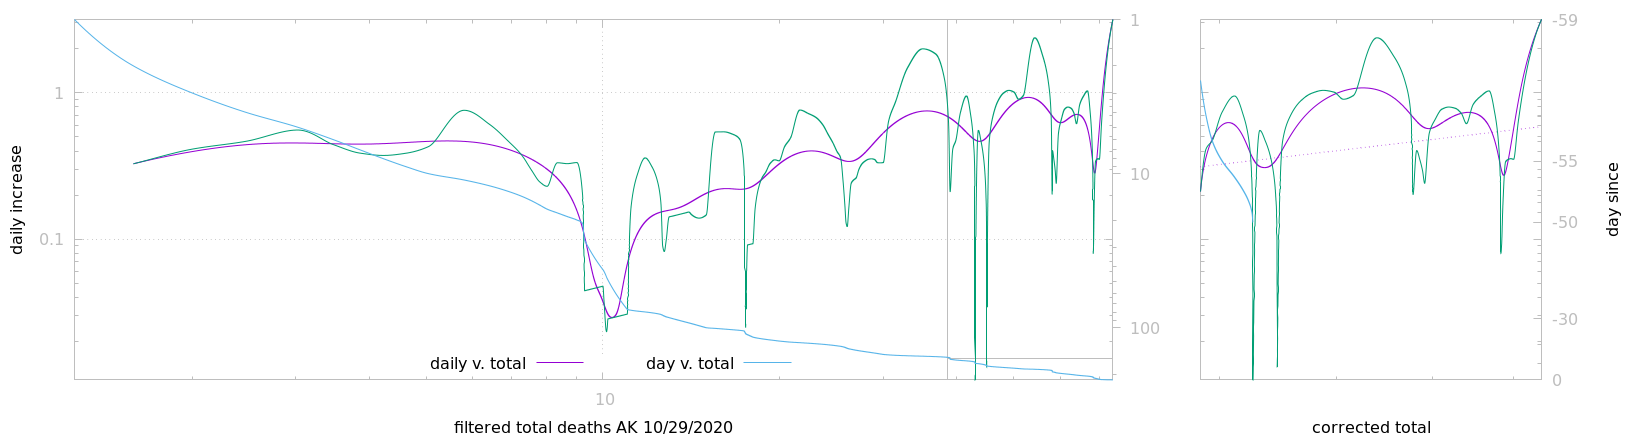 1
-59
1
10
-55
0.1
-50
-30
100
0
daily increase
daily v. total
day v. total
day since
10
filtered total deaths AK 10/29/2020
corrected total